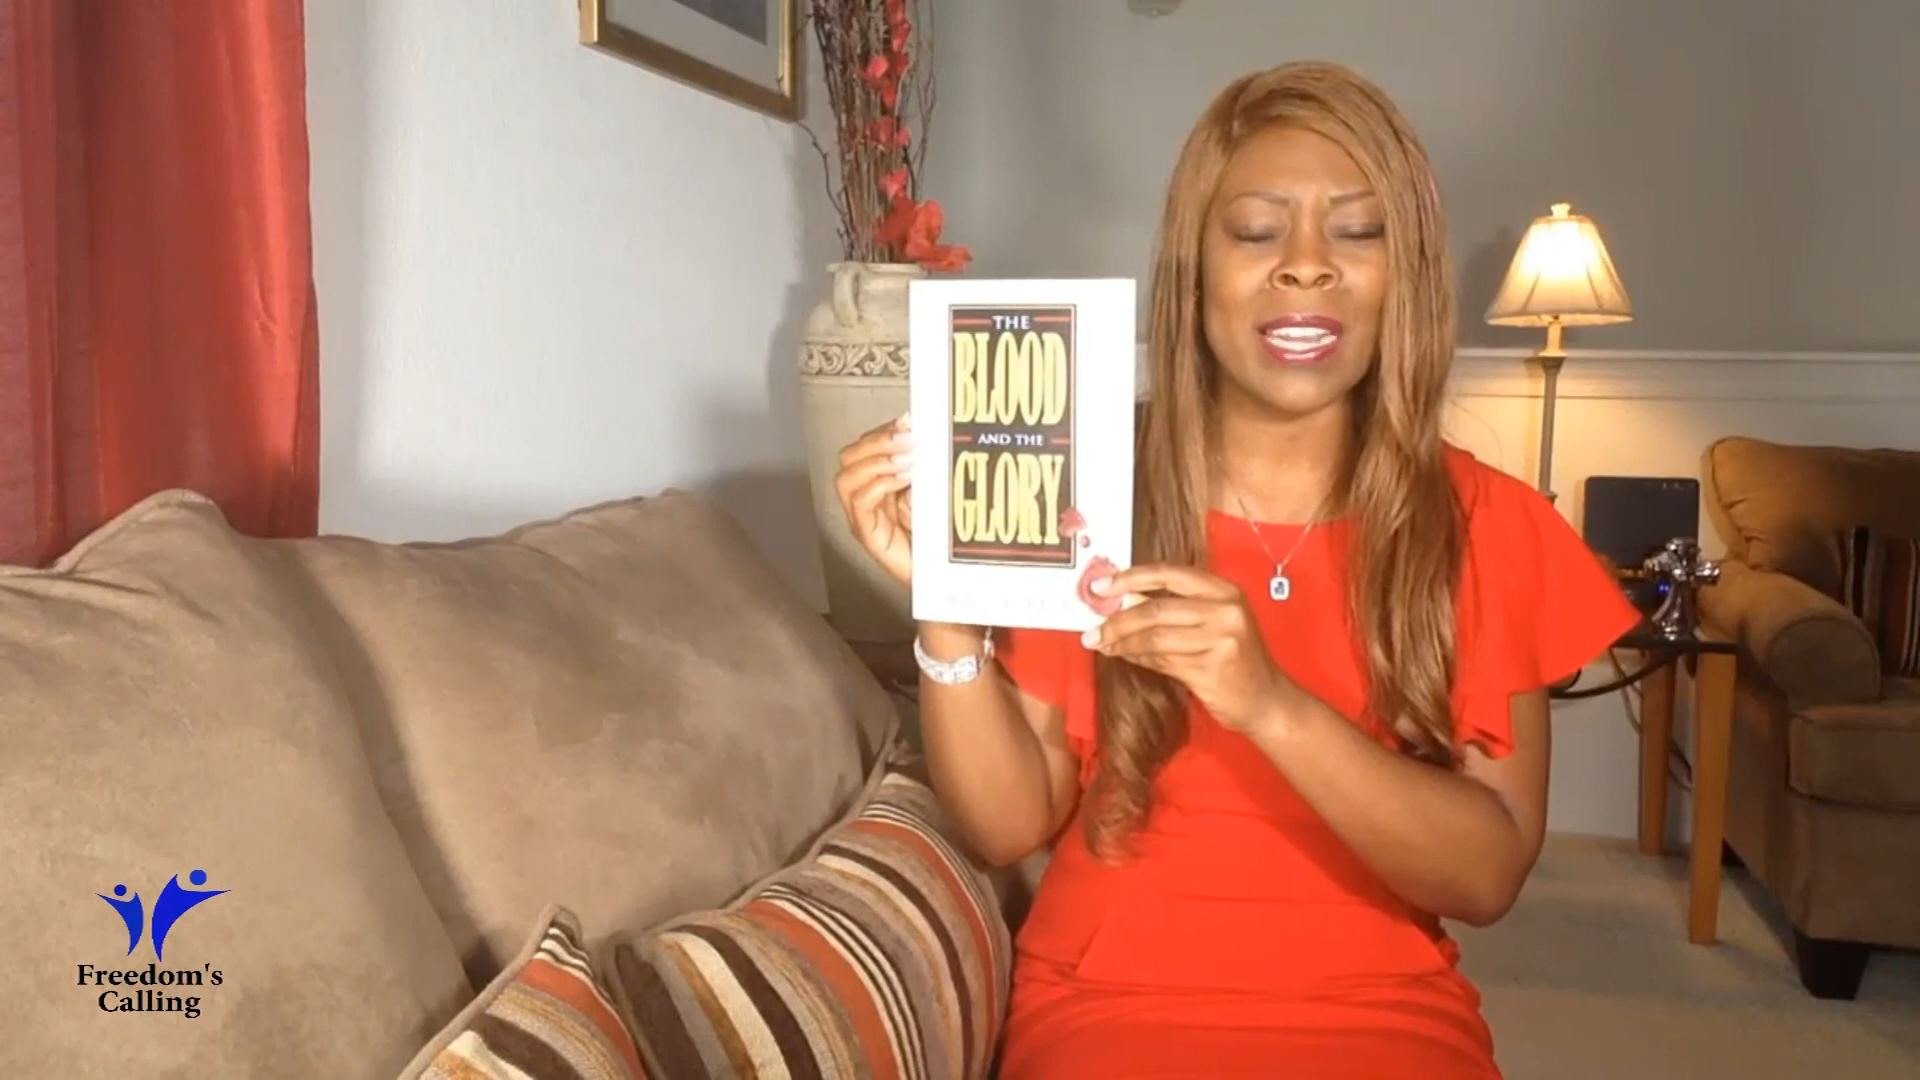 THE
BLOOD
AND THE
GLORY
Freedom's
Calling